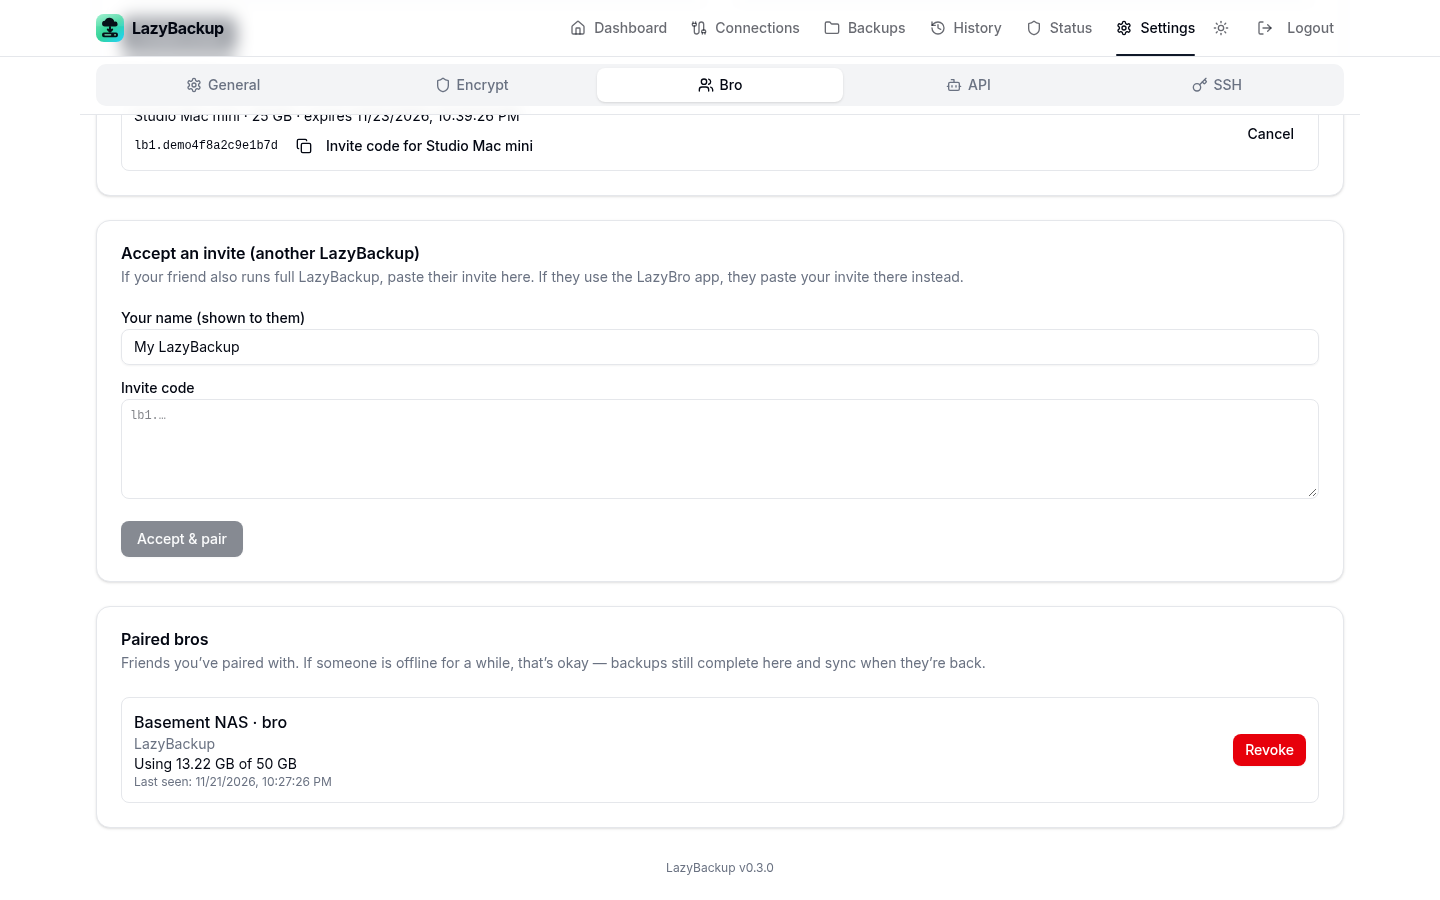 LazyBackup
Dashboard
Connections
Backups
History
Status
Settings
Logout
General
Encrypt
Bro
API
SSH
Studio Mac mini · 25 GB · expires 11/23/2026, 10:39:26 PM
lb1.demo4f8a2c9e1b7d
Invite code for Studio Mac mini
Cancel
Accept an invite (another LazyBackup)
If your friend also runs full LazyBackup, paste their invite here. If they use the LazyBro app, they paste your invite there instead.
Your name (shown to them)
My LazyBackup
Invite code
lb1.…
Accept & pair
Paired bros
Friends you’ve paired with. If someone is offline for a while, that’s okay — backups still complete here and sync when they’re back.
Basement NAS · bro
LazyBackup
Using 13.22 GB of 50 GB
Last seen: 11/21/2026, 10:27:26 PM
Revoke
LazyBackup v0.3.0